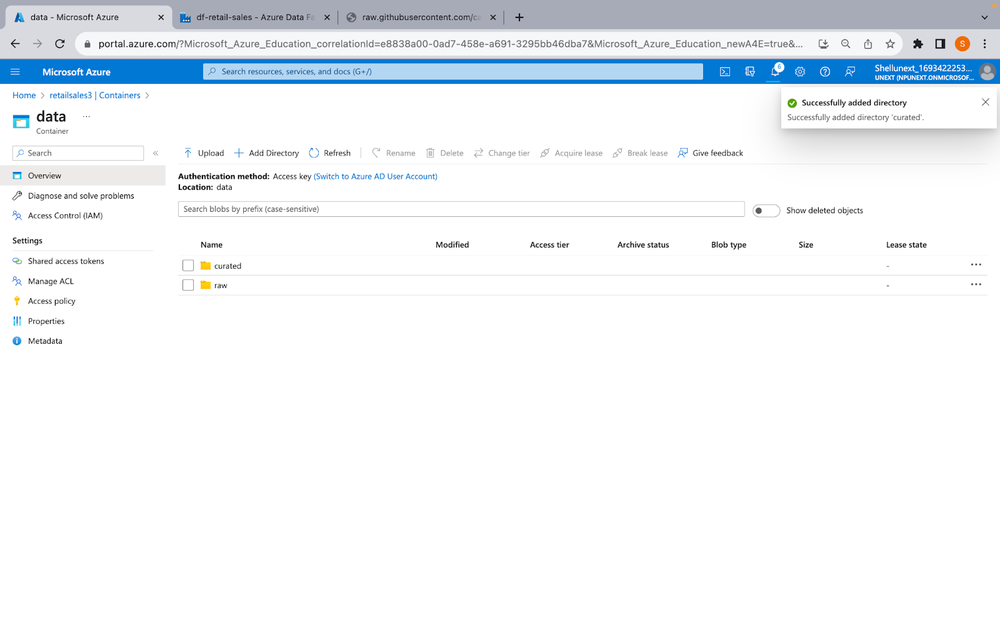 data - Microsoft Azure
df-retail-sales - Azure Data Fa
raw.githubusercontent.com/ca
portal.azure.com/?Microsoft_Azure_Education_correlationId=e8838a00-0ad7-458e-a691-3295bb46dba7&Microsoft_Azure_Education_newA4E=true&...
S
Microsoft Azure
Search resources, services, and docs (G+/)
6
Shellunext_1693422253...
UNEXT (NPUNEXT.ONMICROSOF...
Home > retailsales3 | Containers >
Successfully added directory
Successfully added directory 'curated'.
data ...
Container
Search
«
Upload
Add Directory
Refresh
Rename
Delete
Change tier
Acquire lease
Break lease
Give feedback
Overview
Diagnose and solve problems
Access Control (IAM)
Settings
Shared access tokens
Manage ACL
Access policy
Properties
Metadata
Authentication method: Access key (Switch to Azure AD User Account)
Location: data
Search blobs by prefix (case-sensitive)
Show deleted objects
Name Modified Access tier Archive status Blob type Size Lease state
curated - ...
raw - ...